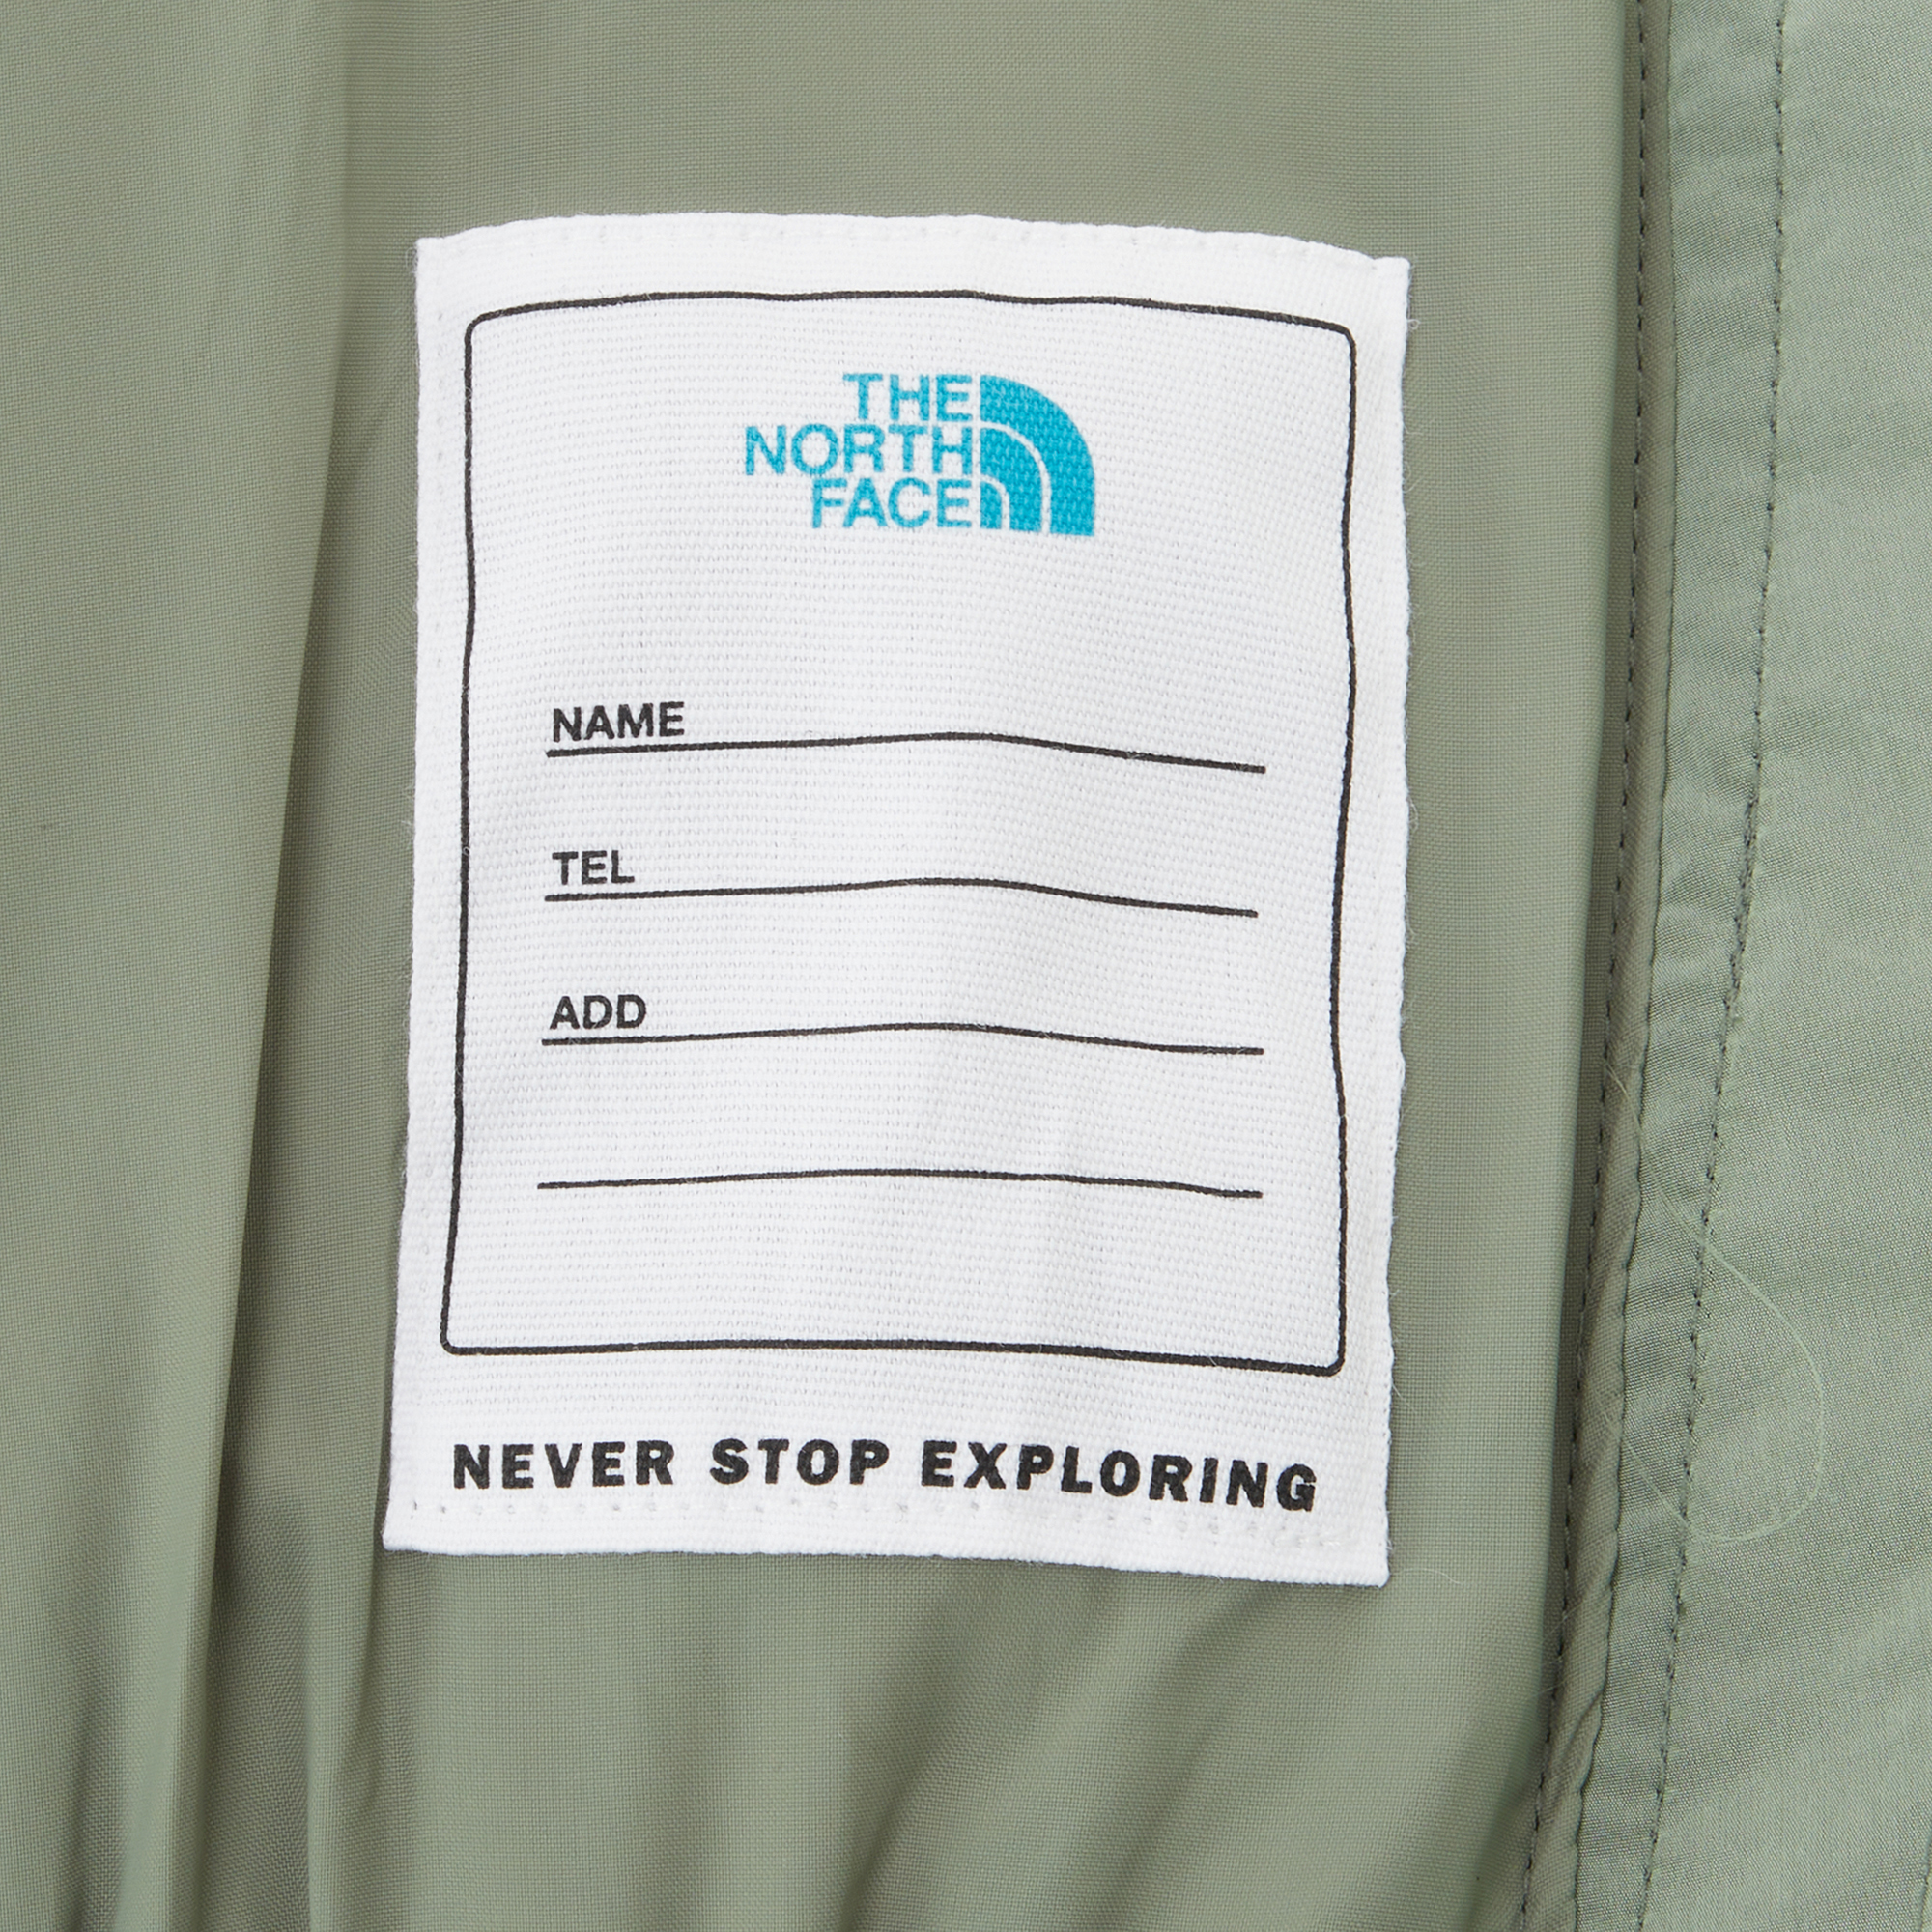 THE
NORTH
FACE
NAME
TEL
ADD
NEVER STOP EXPLORING